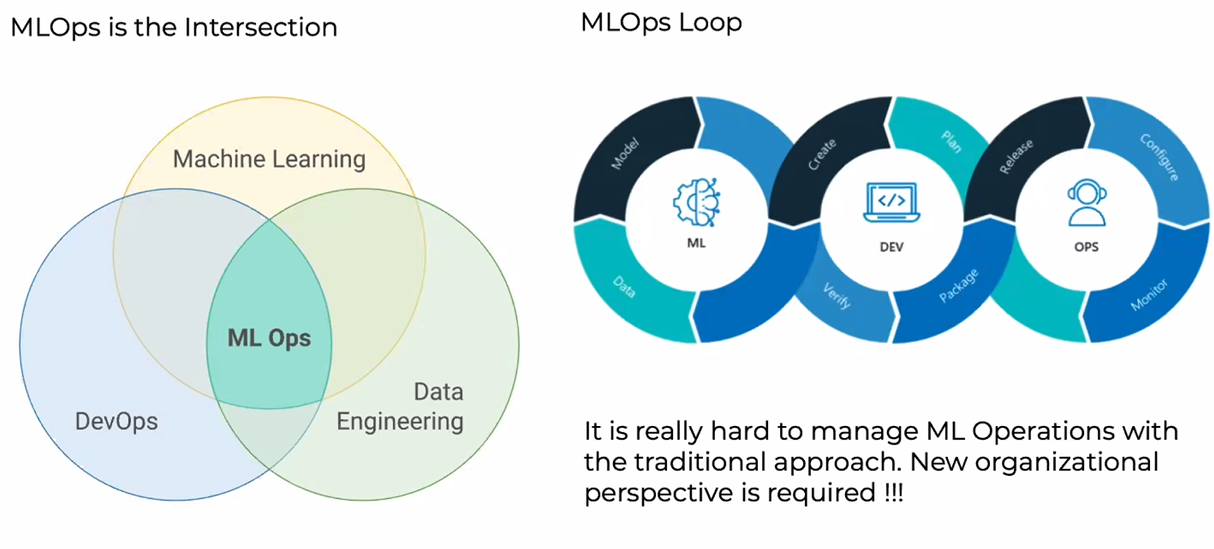 MLOps is the Intersection
Machine Learning
ML Ops
DevOps
Data
Engineering
MLOps Loop
Model
Data
ML
Create
Plan
Verify
Package
DEV
Release
Configure
Monitor
OPS
It is really hard to manage ML Operations with
the traditional approach. New organizational
perspective is required !!!